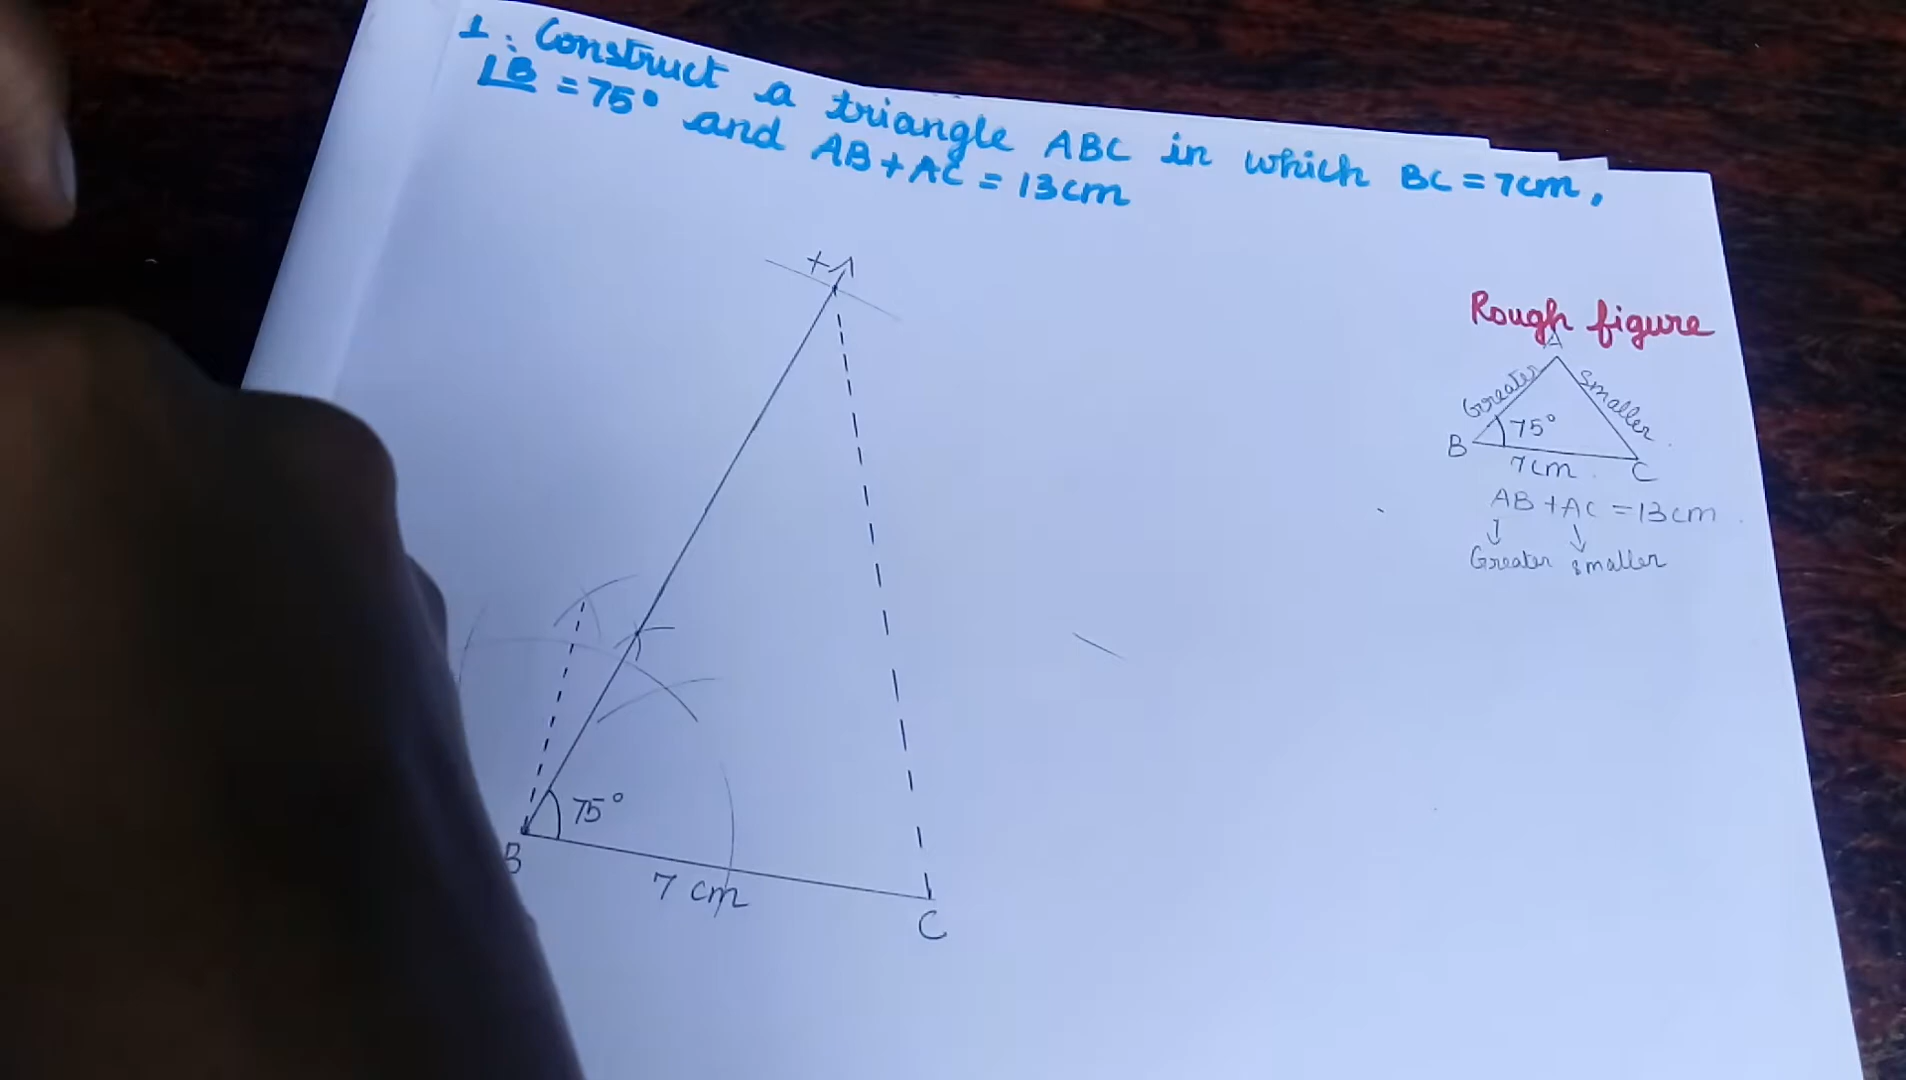 1. Construct a triangle ABC in which BC = 7cm,
∠B = 75° and AB + AC = 13cm
Rough figure
A
Greater
Smaller
75°
B
7cm
C
AB + AC = 13cm
Greater smaller
75°
B
7 cm
C